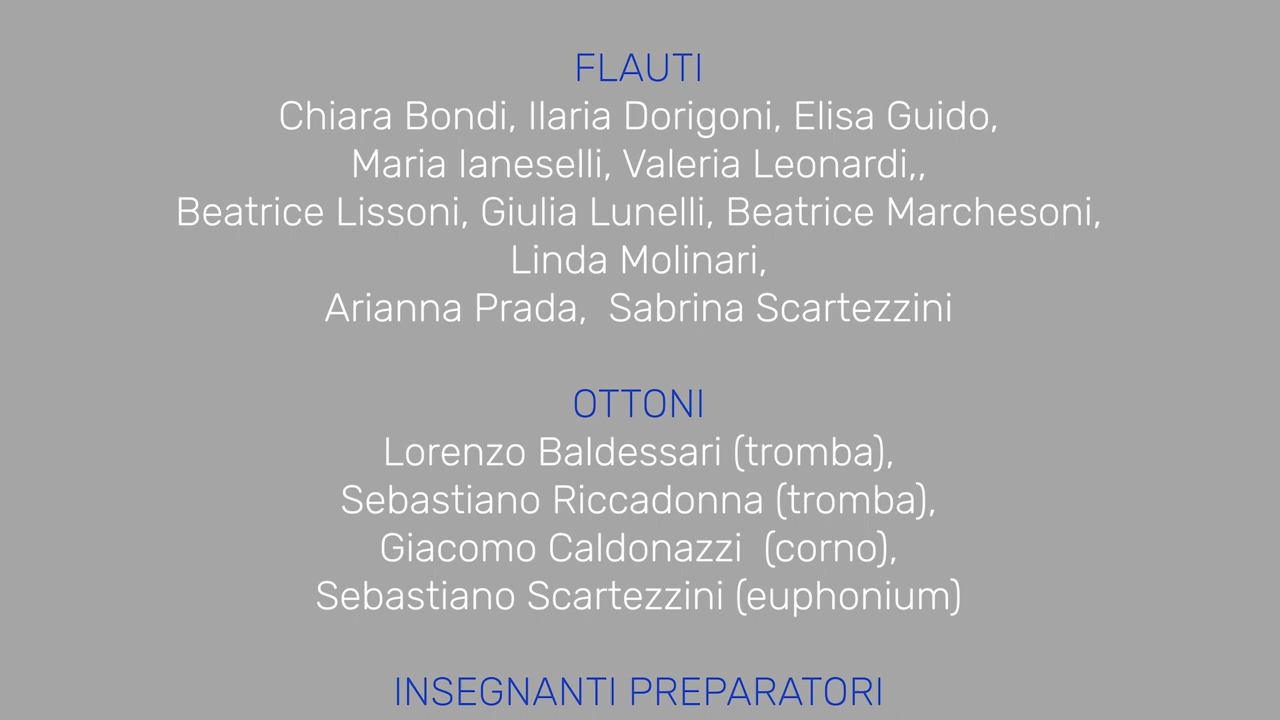 FLAUTI
Chiara Bondi, Ilaria Dorigoni, Elisa Guido,
Maria Ianeselli, Valeria Leonardi,,
Beatrice Lissoni, Giulia Lunelli, Beatrice Marchesoni,
Linda Molinari,
Arianna Prada,  Sabrina Scartezzini
OTTONI
Lorenzo Baldessari (tromba),
Sebastiano Riccadonna (tromba),
Giacomo Caldonazzi  (corno),
Sebastiano Scartezzini (euphonium)
INSEGNANTI PREPARATORI